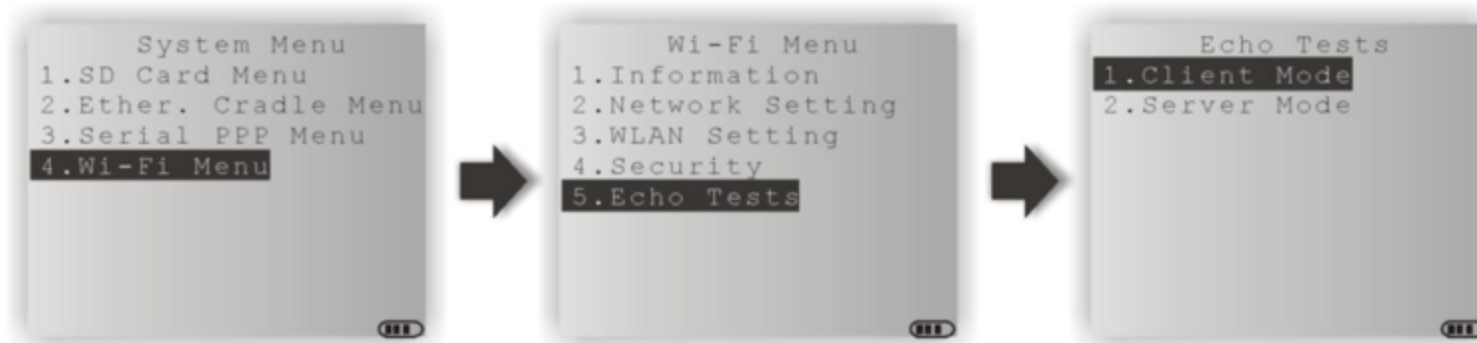 System Menu
1.SD Card Menu
2.Ether. Cradle Menu
3.Serial PPP Menu
4.Wi-Fi Menu
Wi-Fi Menu
1.Information
2.Network Setting
3.WLAN Setting
4.Security
5.Echo Tests
Echo Tests
1.Client Mode
2.Server Mode